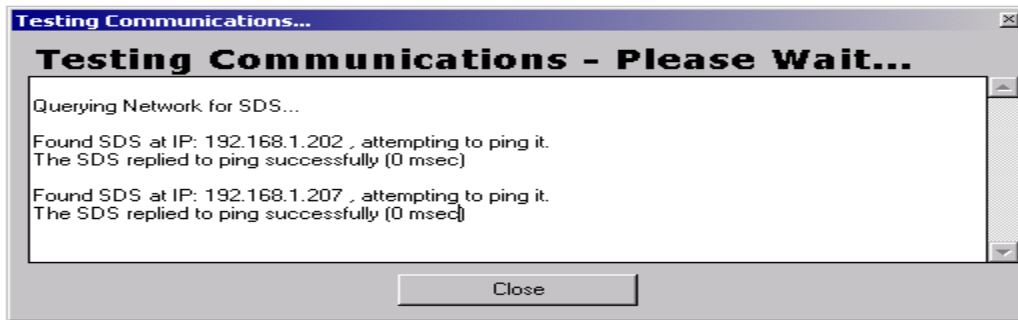 Testing Communications...
Testing Communications - Please Wait...
Querying Network for SDS...
Found SDS at IP: 192.168.1.202 , attempting to ping it.
The SDS replied to ping successfully (0 msec)
Found SDS at IP: 192.168.1.207 , attempting to ping it.
The SDS replied to ping successfully (0 msec)
Close